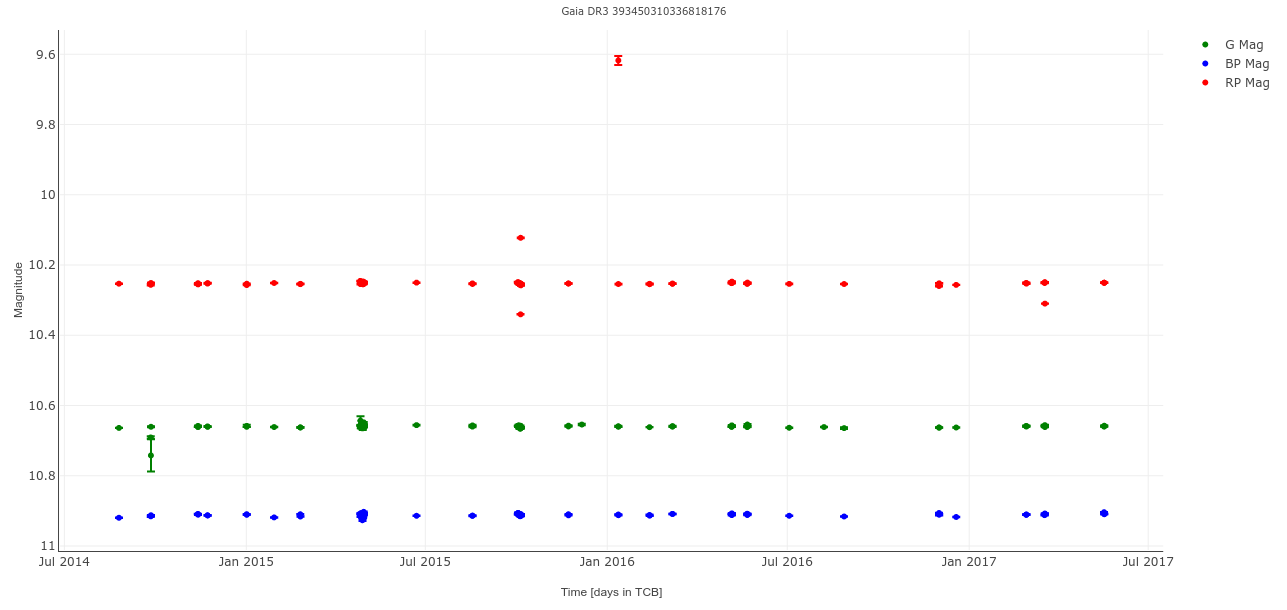 Gaia DR3 393450310336818176
G Mag
BP Mag
RP Mag
9.6
9.8
10
10.2
10.4
10.6
10.8
11
Magnitude
Jul 2014
Jan 2015
Jul 2015
Jan 2016
Jul 2016
Jan 2017
Jul 2017
Time [days in TCB]